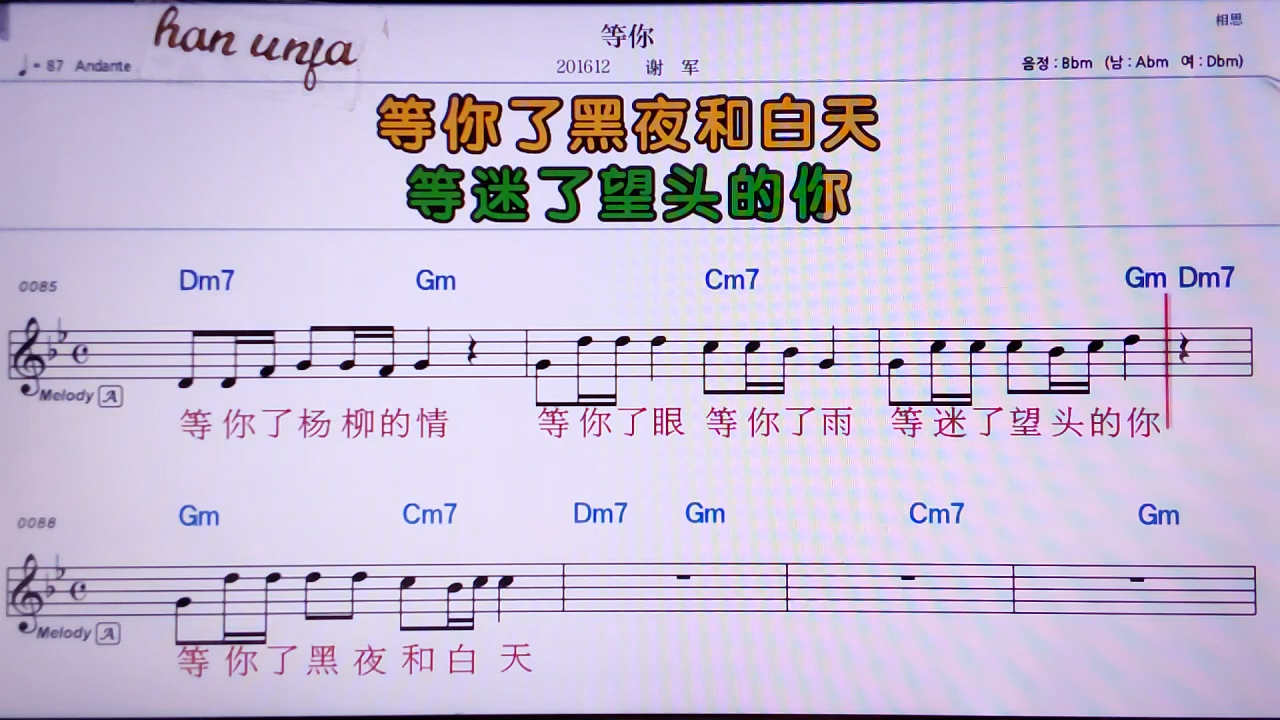 相思
han unfa
等你
♩= 87 Andante
201612 谢 军
음정 : Bbm (남 : Abm 여 : Dbm)
等你了黑夜和白天
等迷了望头的你
0085 Dm7 Gm Cm7 Gm Dm7
Melody A
等你了杨柳的情 等你了眼 等你了雨 等迷了望头的你
0088 Gm Cm7 Dm7 Gm Cm7 Gm
Melody A
等你了黑夜和白天